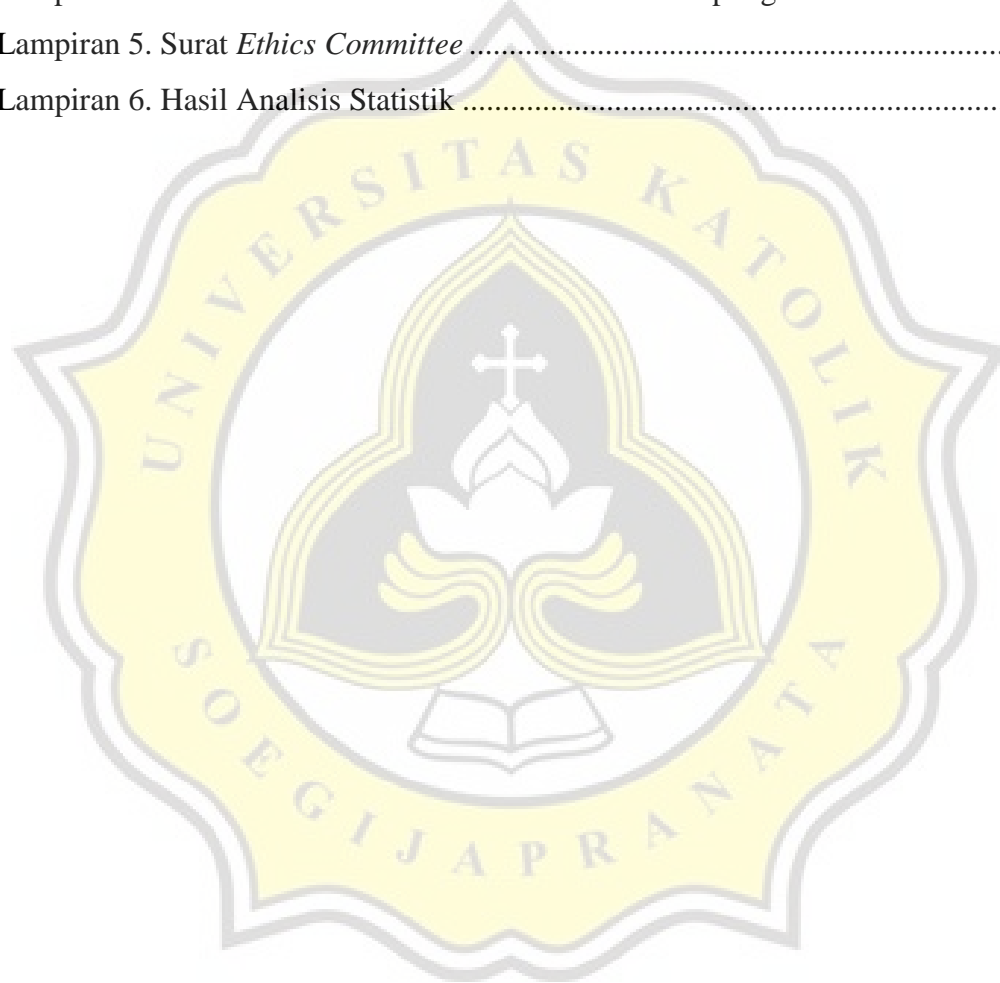 Lampiran 5. Surat Ethics Committee ................................................................
Lampiran 6. Hasil Analisis Statistik ................................................................
UNIVERSITAS KATOLIK
SOEGIJAPRANATA